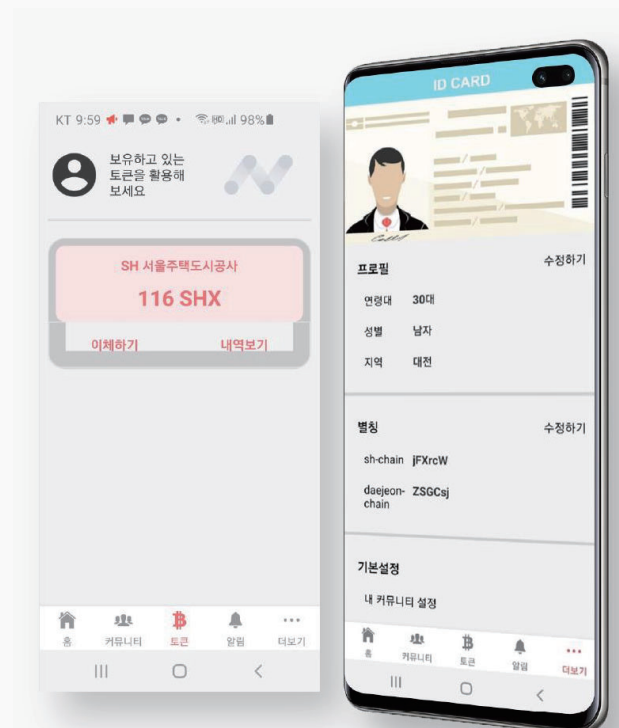 KT 9:59 98%
보유하고 있는
토큰을 활용해
보세요
SH 서울주택도시공사
116 SHX
이체하기 내역보기
홈 커뮤니티 토큰 알림 더보기
ID CARD
프로필 수정하기
연령대 30대
성별 남자
지역 대전
별칭 수정하기
sh-chain jFXrcW
daejeon- ZSGCsj
chain
기본설정
내 커뮤니티 설정
홈 커뮤니티 토큰 알림 더보기